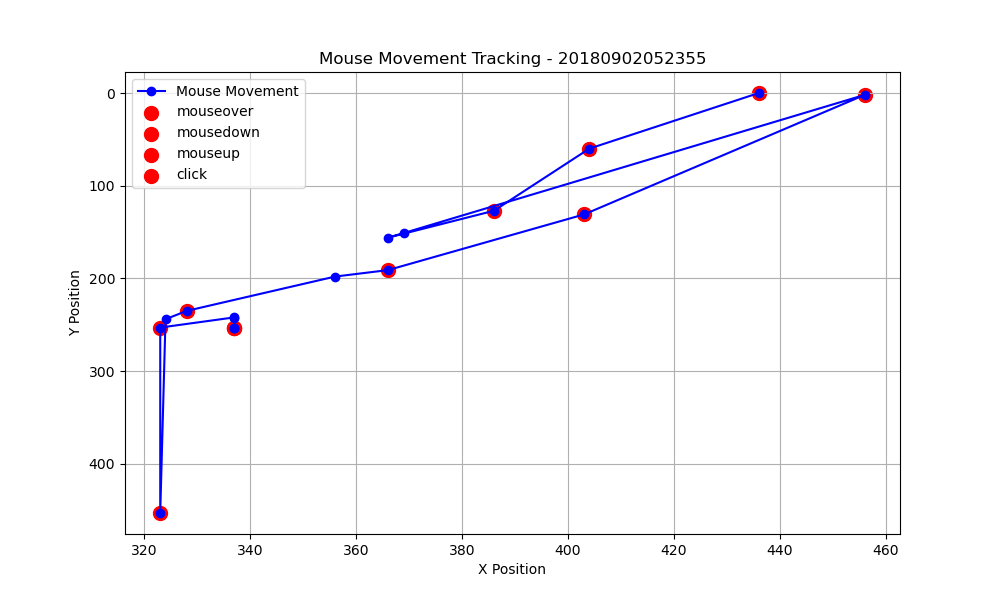 Mouse Movement Tracking - 20180902052355
Mouse Movement
mouseover
mousedown
mouseup
click
0
100
200
300
400
Y Position
320 340 360 380 400 420 440 460
X Position